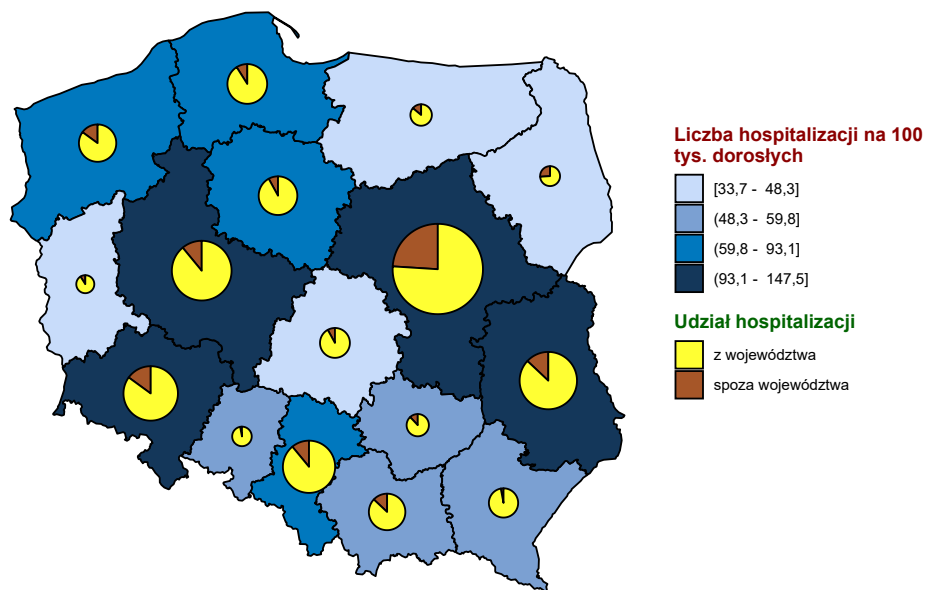 Liczba hospitalizacji na 100
tys. dorosłych
[33,7 - 48,3]
(48,3 - 59,8]
(59,8 - 93,1]
(93,1 - 147,5]
Udział hospitalizacji
z województwa
spoza województwa